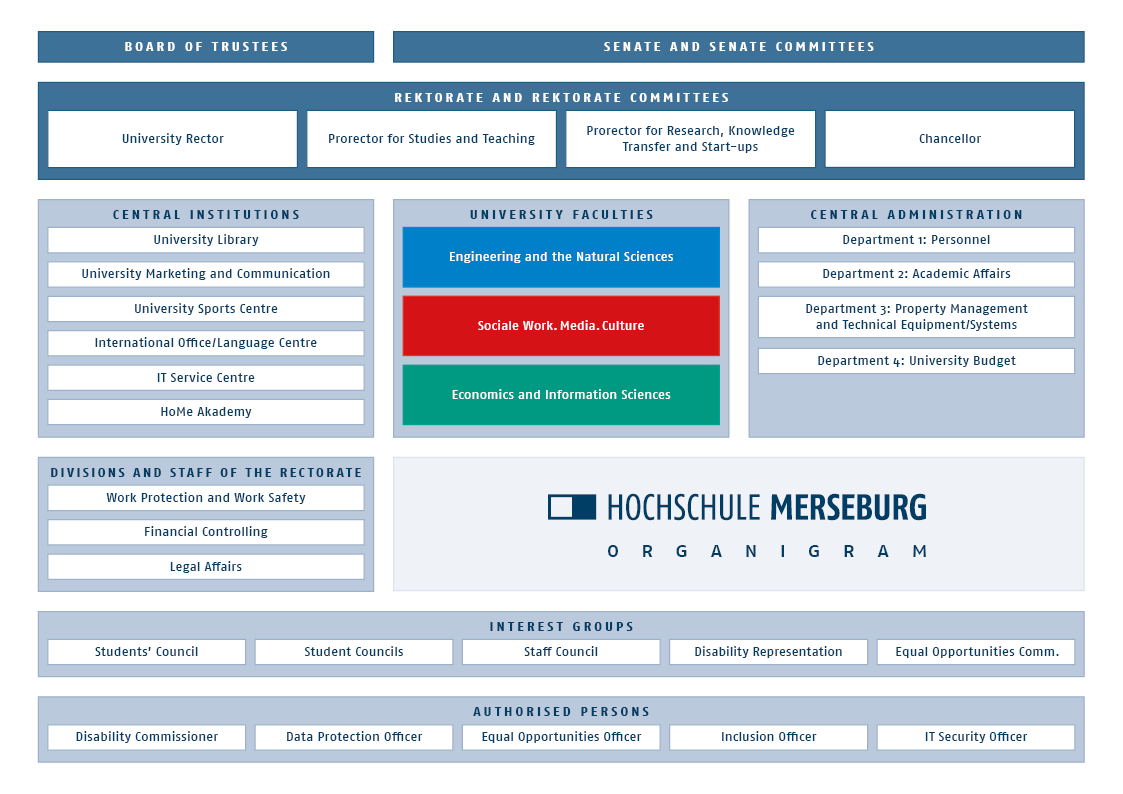 BOARD OF TRUSTEES
SENATE AND SENATE COMMITTEES
REKTORATE AND REKTORATE COMMITTEES
University Rector
Prorector for Studies and Teaching
Prorector for Research, Knowledge
Transfer and Start-ups
Chancellor
CENTRAL INSTITUTIONS
University Library
University Marketing and Communication
University Sports Centre
International Office/Language Centre
IT Service Centre
HoMe Akademy
UNIVERSITY FACULTIES
Engineering and the Natural Sciences
Sociale Work. Media. Culture
Economics and Information Sciences
CENTRAL ADMINISTRATION
Department 1: Personnel
Department 2: Academic Affairs
Department 3: Property Management
and Technical Equipment/Systems
Department 4: University Budget
DIVISIONS AND STAFF OF THE RECTORATE
Work Protection and Work Safety
Financial Controlling
Legal Affairs
HOCHSCHULE MERSEBURG
ORGANIGRAM
INTEREST GROUPS
Students' Council
Student Councils
Staff Council
Disability Representation
Equal Opportunities Comm.
AUTHORISED PERSONS
Disability Commissioner
Data Protection Officer
Equal Opportunities Officer
Inclusion Officer
IT Security Officer